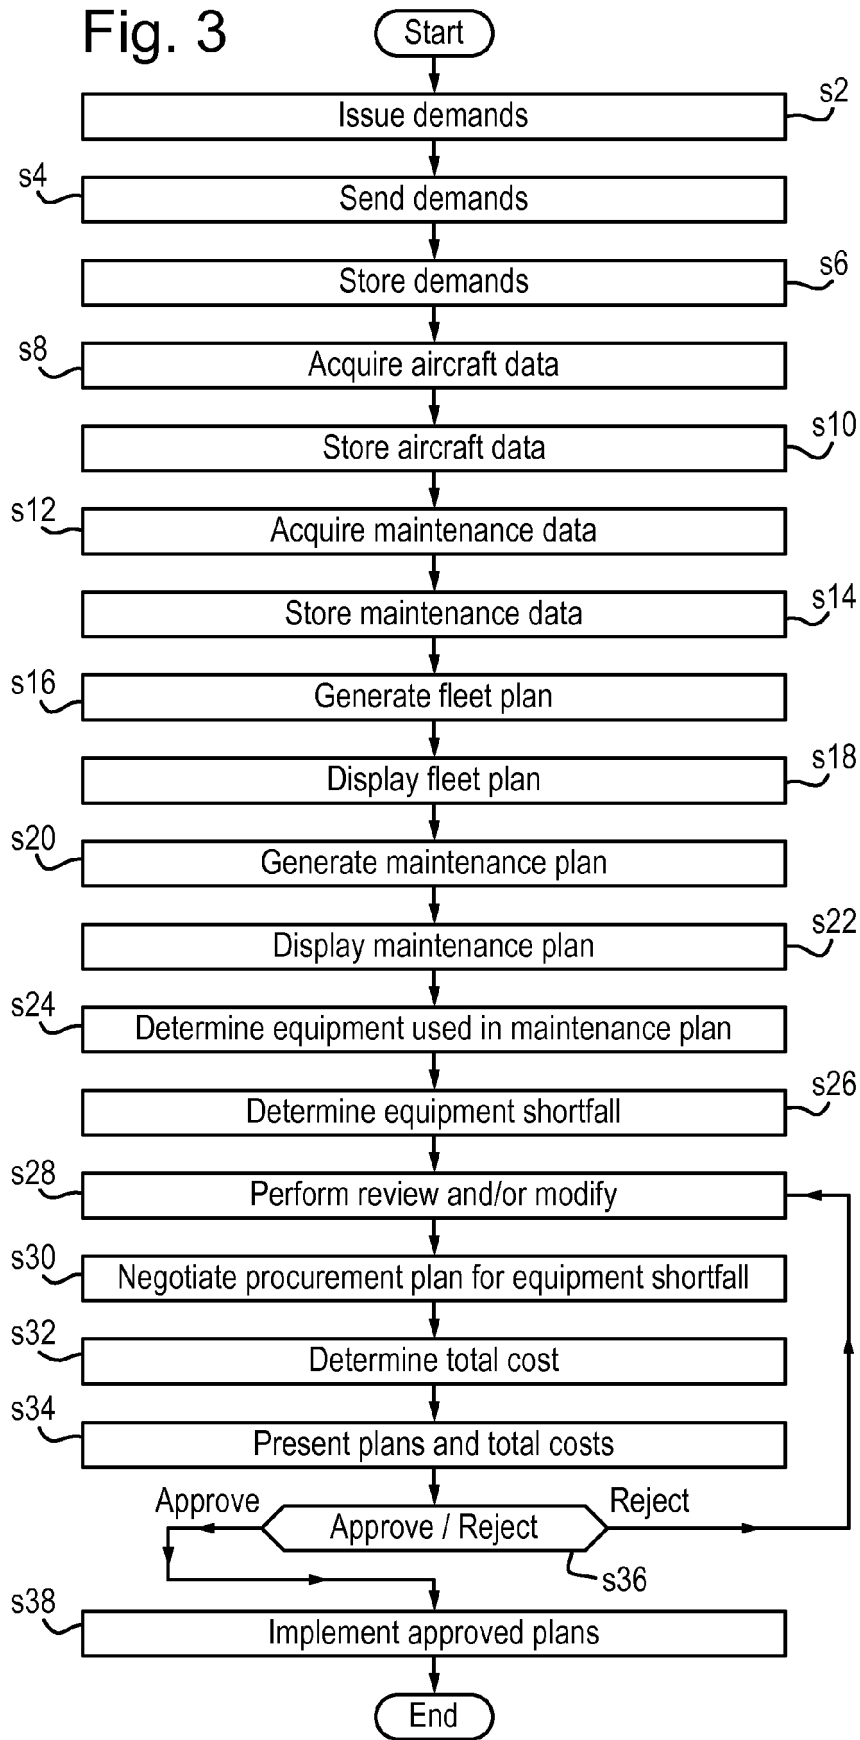 Fig. 3
Start
s2
Issue demands
s4
Send demands
s6
Store demands
s8
Acquire aircraft data
s10
Store aircraft data
s12
Acquire maintenance data
s14
Store maintenance data
s16
Generate fleet plan
s18
Display fleet plan
s20
Generate maintenance plan
s22
Display maintenance plan
s24
Determine equipment used in maintenance plan
s26
Determine equipment shortfall
s28
Perform review and/or modify
s30
Negotiate procurement plan for equipment shortfall
s32
Determine total cost
s34
Present plans and total costs
Approve
Reject
Approve / Reject
s36
s38
Implement approved plans
End